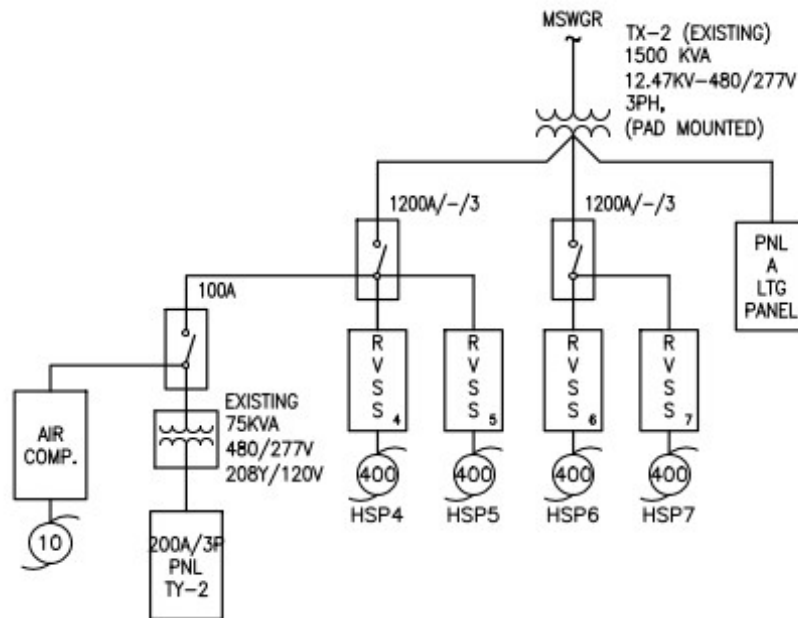 MSWGR
TX-2 (EXISTING)
1500 KVA
12.47KV-480/277V
3PH,
(PAD MOUNTED)
1200A/-/3
1200A/-/3
PNL
A
LTG
PANEL
100A
R
V
S
S
4
R
V
S
S
5
R
V
S
S
6
R
V
S
S
7
AIR
COMP.
EXISTING
75KVA
480/277V
208Y/120V
400
400
400
400
HSP4
HSP5
HSP6
HSP7
10
200A/3P
PNL
TY-2